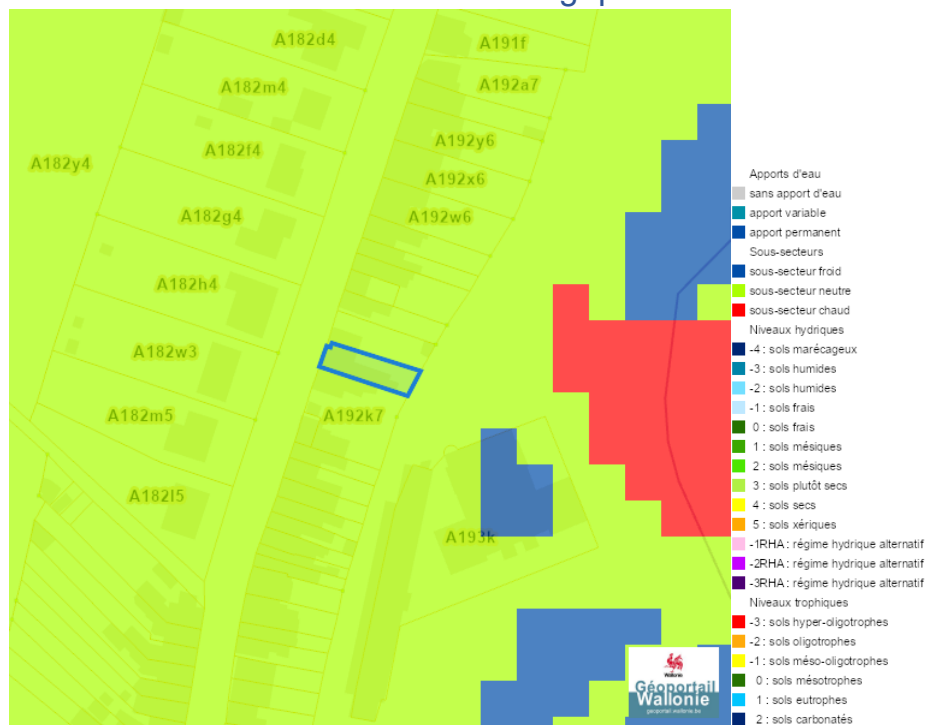 A182d4
A191f
A182m4
A192a7
A182f4
A192y6
A182y4
A192x6
A182g4
A192w6
A182h4
A182w3
A182m5
A192k7
A182l5
A193k
Apports d'eau
sans apport d'eau
apport variable
apport permanent
Sous-secteurs
sous-secteur froid
sous-secteur neutre
sous-secteur chaud
Niveaux hydriques
-4 : sols marécageux
-3 : sols humides
-2 : sols humides
-1 : sols frais
0 : sols frais
1 : sols mésiques
2 : sols mésiques
3 : sols plutôt secs
4 : sols secs
5 : sols xériques
-1RHA : régime hydrique alternatif
-2RHA : régime hydrique alternatif
-3RHA : régime hydrique alternatif
Niveaux trophiques
-3 : sols hyper-oligotrophes
-2 : sols oligotrophes
-1 : sols méso-oligotrophes
0 : sols mésotrophes
1 : sols eutrophes
2 : sols carbonatés
Wallonie
Géoportail
Wallonie
geoportail.wallonie.be